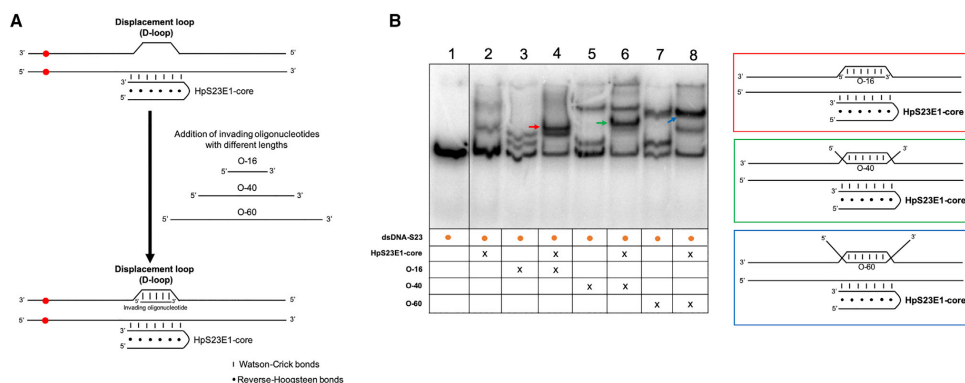 A
Displacement loop
(D-loop)
3' 5'
5' 3'
3'
5'
HpS23E1-core
Addition of invading oligonucleotides
with different lengths
O-16
5' 3'
O-40
5' 3'
O-60
5' 3'
Displacement loop
(D-loop)
3' 5' 3' 5'
Invading oligonucleotide
5' 3'
3'
5'
HpS23E1-core
Watson-Crick bonds
Reverse-Hoogsteen bonds
B
1 2 3 4 5 6 7 8
dsDNA-S23
HpS23E1-core x x x x
O-16 x x
O-40 x x
O-60 x x
3' 5'
O-16
5' 3'
3'
5'
HpS23E1-core
5' 3'
3' 5'
O-40
5' 3'
3'
5'
HpS23E1-core
5' 3'
3' 5'
O-60
5' 3'
3'
5'
HpS23E1-core